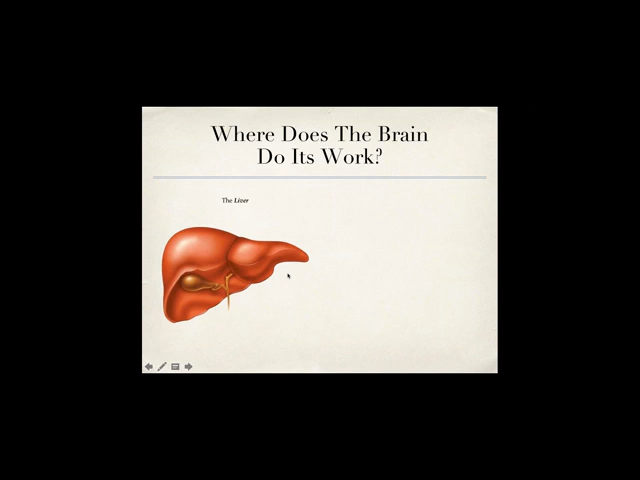 Where Does The Brain
Do Its Work?
The Liver